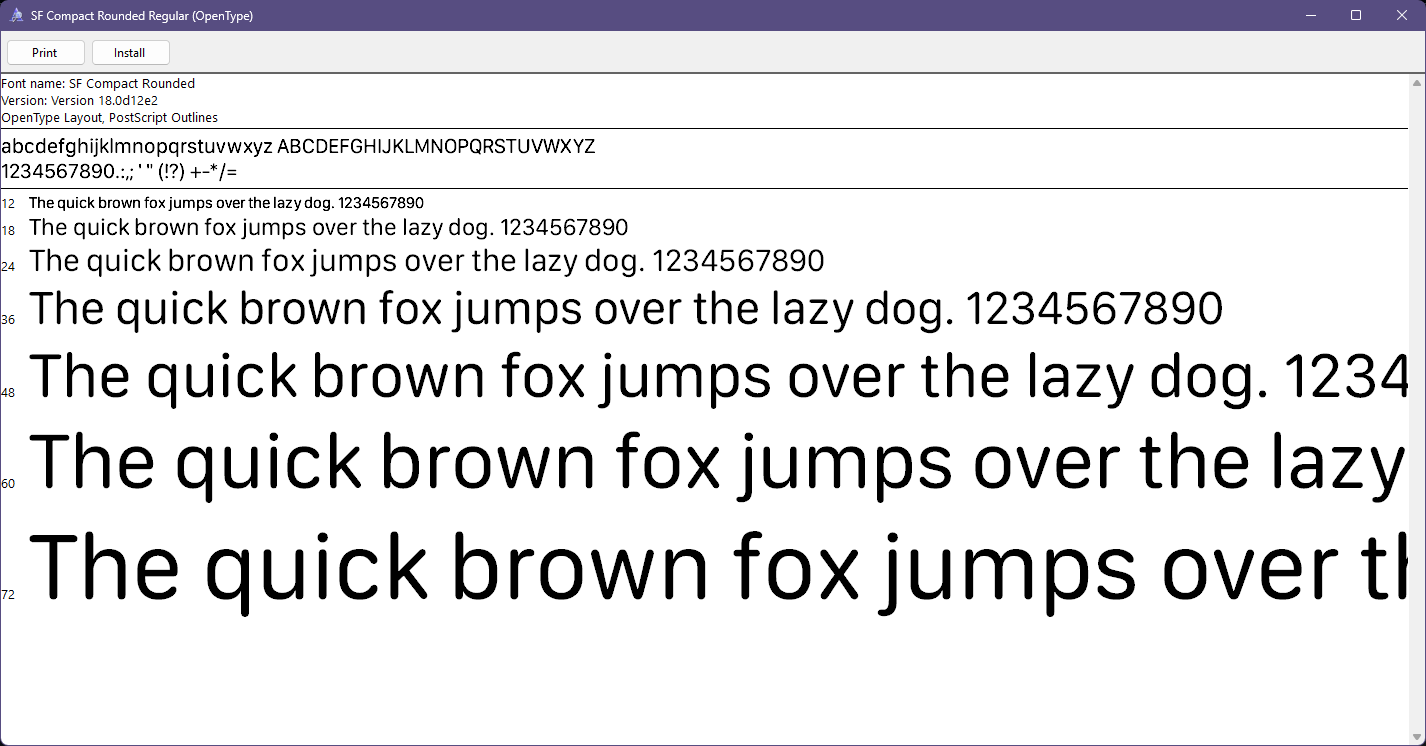 SF Compact Rounded Regular (OpenType)
Print Install
Font name: SF Compact Rounded
Version: Version 18.0d12e2
OpenType Layout, PostScript Outlines
abcdefghijklmnopqrstuvwxyz ABCDEFGHIJKLMNOPQRSTUVWXYZ
1234567890.:,; ' " (!?) +-*/=
12 The quick brown fox jumps over the lazy dog. 1234567890
18 The quick brown fox jumps over the lazy dog. 1234567890
24 The quick brown fox jumps over the lazy dog. 1234567890
36 The quick brown fox jumps over the lazy dog. 1234567890
48 The quick brown fox jumps over the lazy dog. 1234
60 The quick brown fox jumps over the lazy
72 The quick brown fox jumps over th